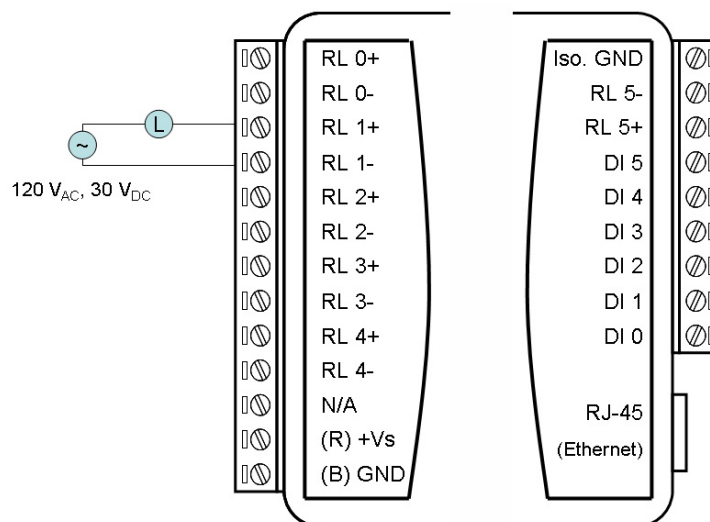 RL 0+
RL 0-
RL 1+
RL 1-
RL 2+
RL 2-
RL 3+
RL 3-
RL 4+
RL 4-
N/A
(R) +Vs
(B) GND
L
~
120 VAC, 30 VDC
Iso. GND
RL 5-
RL 5+
DI 5
DI 4
DI 3
DI 2
DI 1
DI 0
RJ-45
(Ethernet)